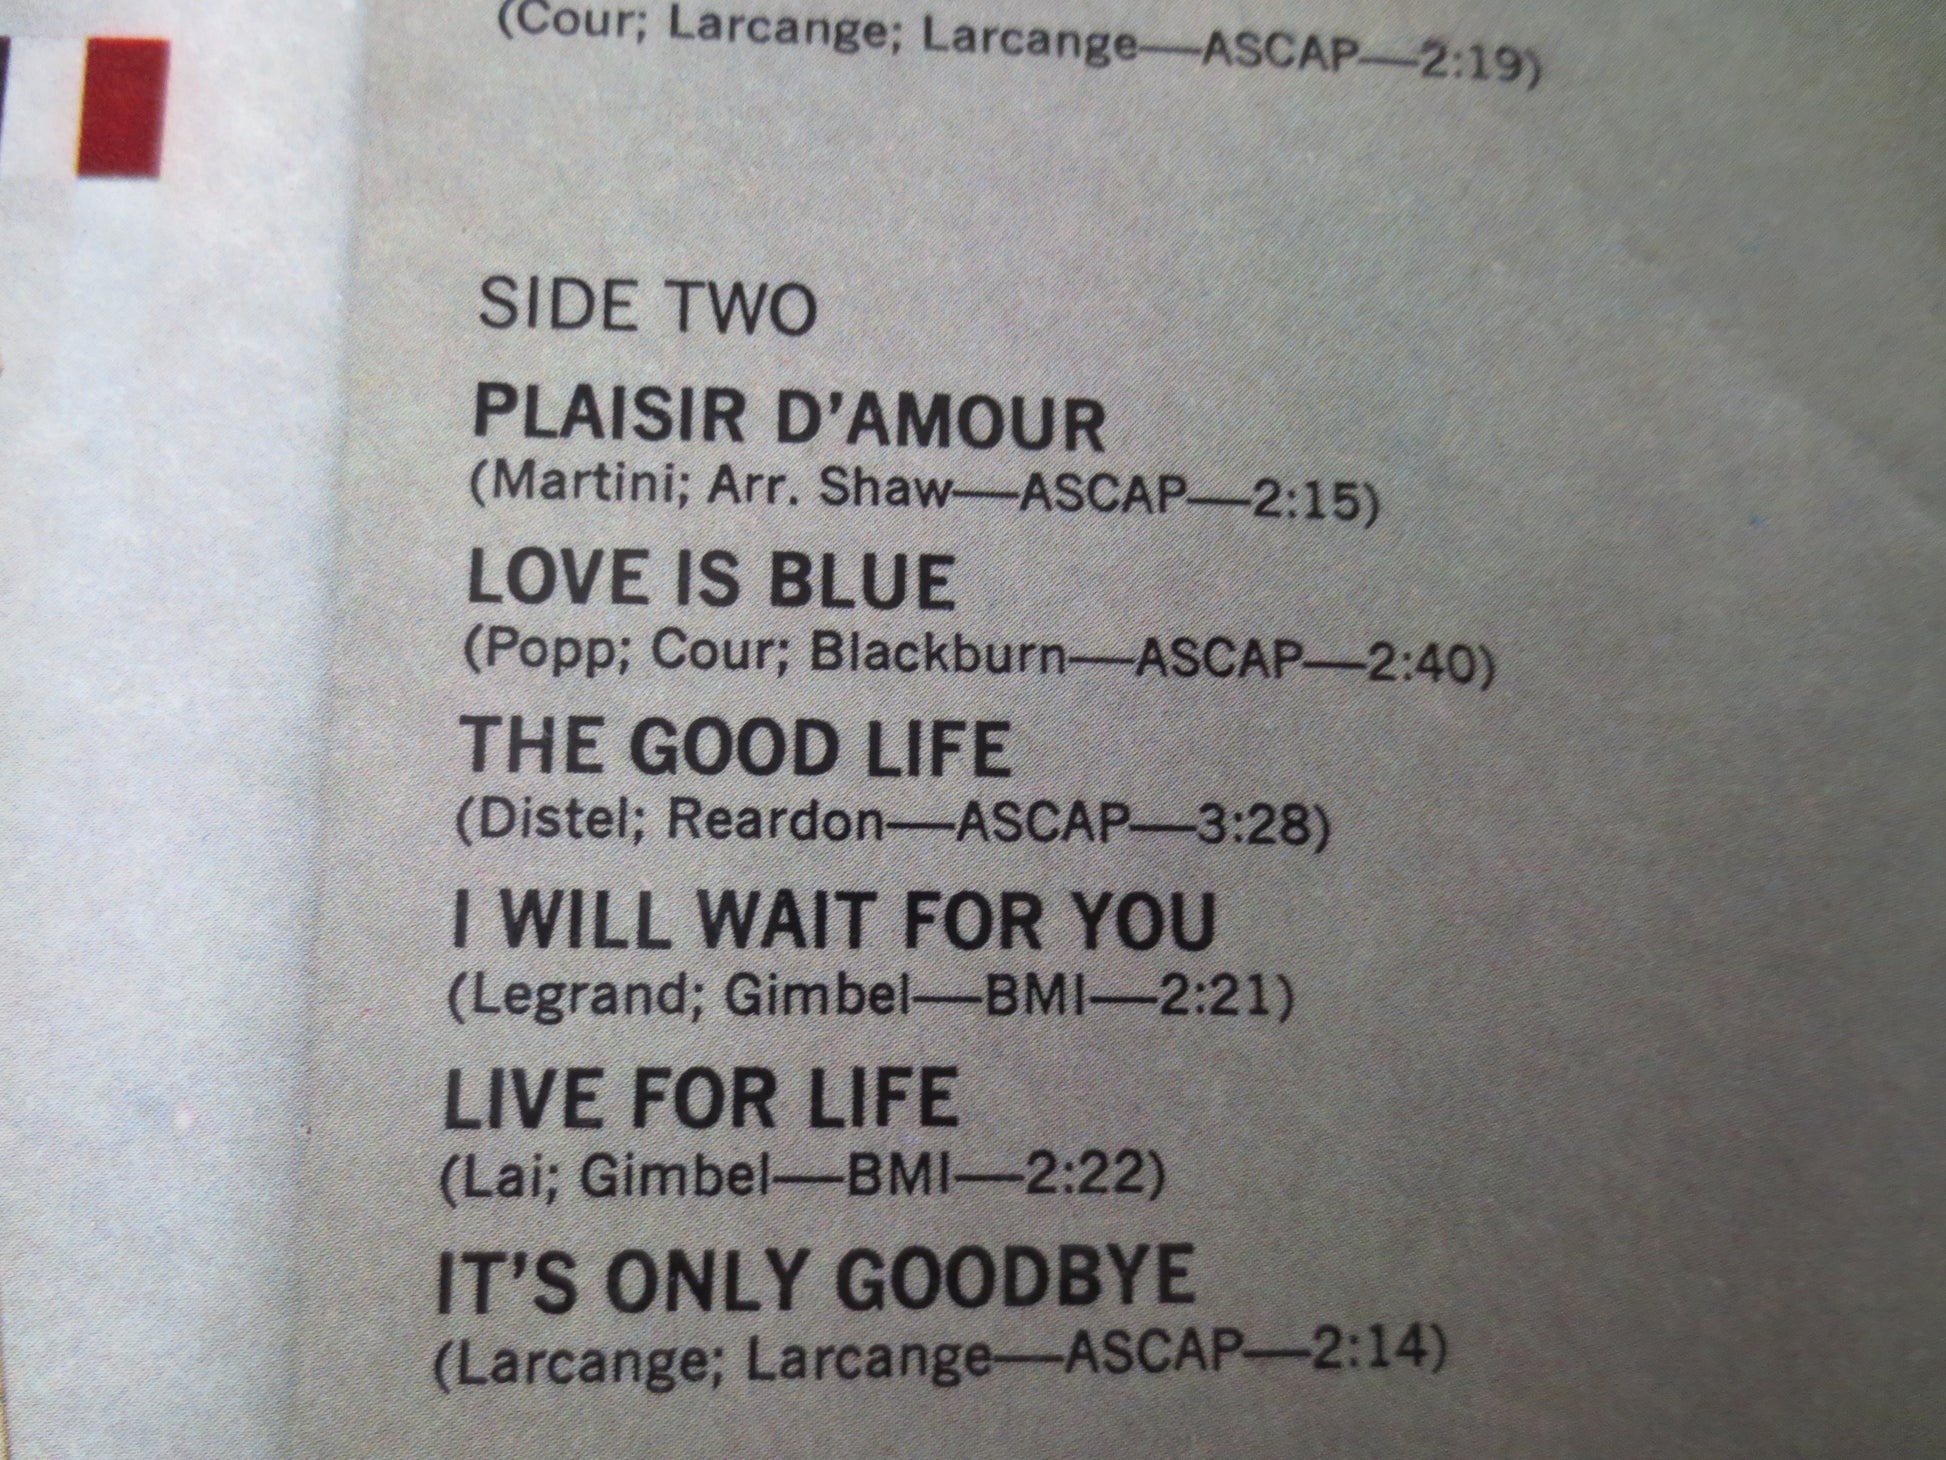 (Cour; Larcange; Larcange—ASCAP—2:19)
SIDE TWO
PLAISIR D'AMOUR
(Martini; Arr. Shaw—ASCAP—2:15)
LOVE IS BLUE
(Popp; Cour; Blackburn—ASCAP—2:40)
THE GOOD LIFE
(Distel; Reardon—ASCAP—3:28)
I WILL WAIT FOR YOU
(Legrand; Gimbel—BMI—2:21)
LIVE FOR LIFE
(Lai; Gimbel—BMI—2:22)
IT'S ONLY GOODBYE
(Larcange; Larcange—ASCAP—2:14)